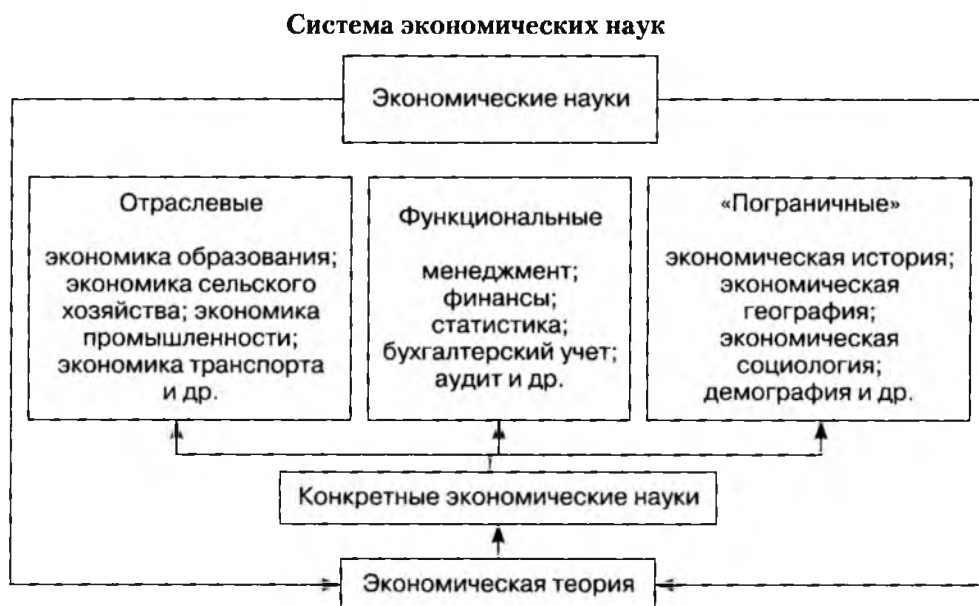 Система экономических наук
Экономические науки
Отраслевые
экономика образования;
экономика сельского
хозяйства; экономика
промышленности;
экономика транспорта
и др.
Функциональные
менеджмент;
финансы;
статистика;
бухгалтерский учет;
аудит и др.
«Пограничные»
экономическая история;
экономическая
география;
экономическая
социология;
демография и др.
Конкретные экономические науки
Экономическая теория